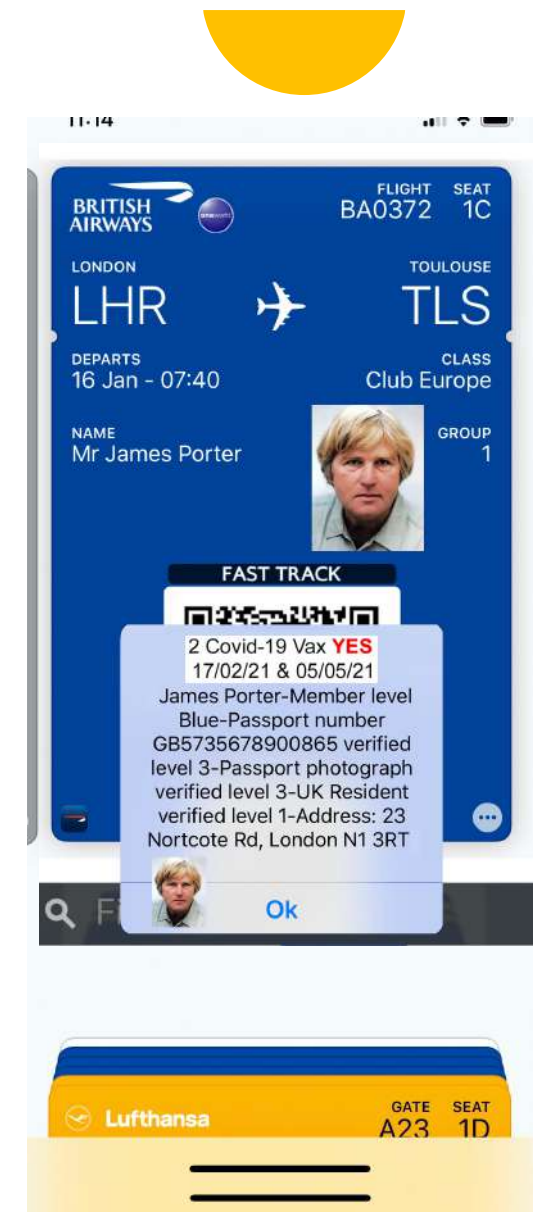 11:14
BRITISH
AIRWAYS
oneworld
FLIGHT SEAT
BA0372 1C
LONDON TOULOUSE
LHR TLS
DEPARTS CLASS
16 Jan - 07:40 Club Europe
NAME GROUP
Mr James Porter 1
FAST TRACK
2 Covid-19 Vax YES
17/02/21 & 05/05/21
James Porter-Member level
Blue-Passport number
GB5735678900865 verified
level 3-Passport photograph
verified level 3-UK Resident
verified level 1-Address: 23
Nortcote Rd, London N1 3RT
Ok
Lufthansa
GATE SEAT
A23 1D